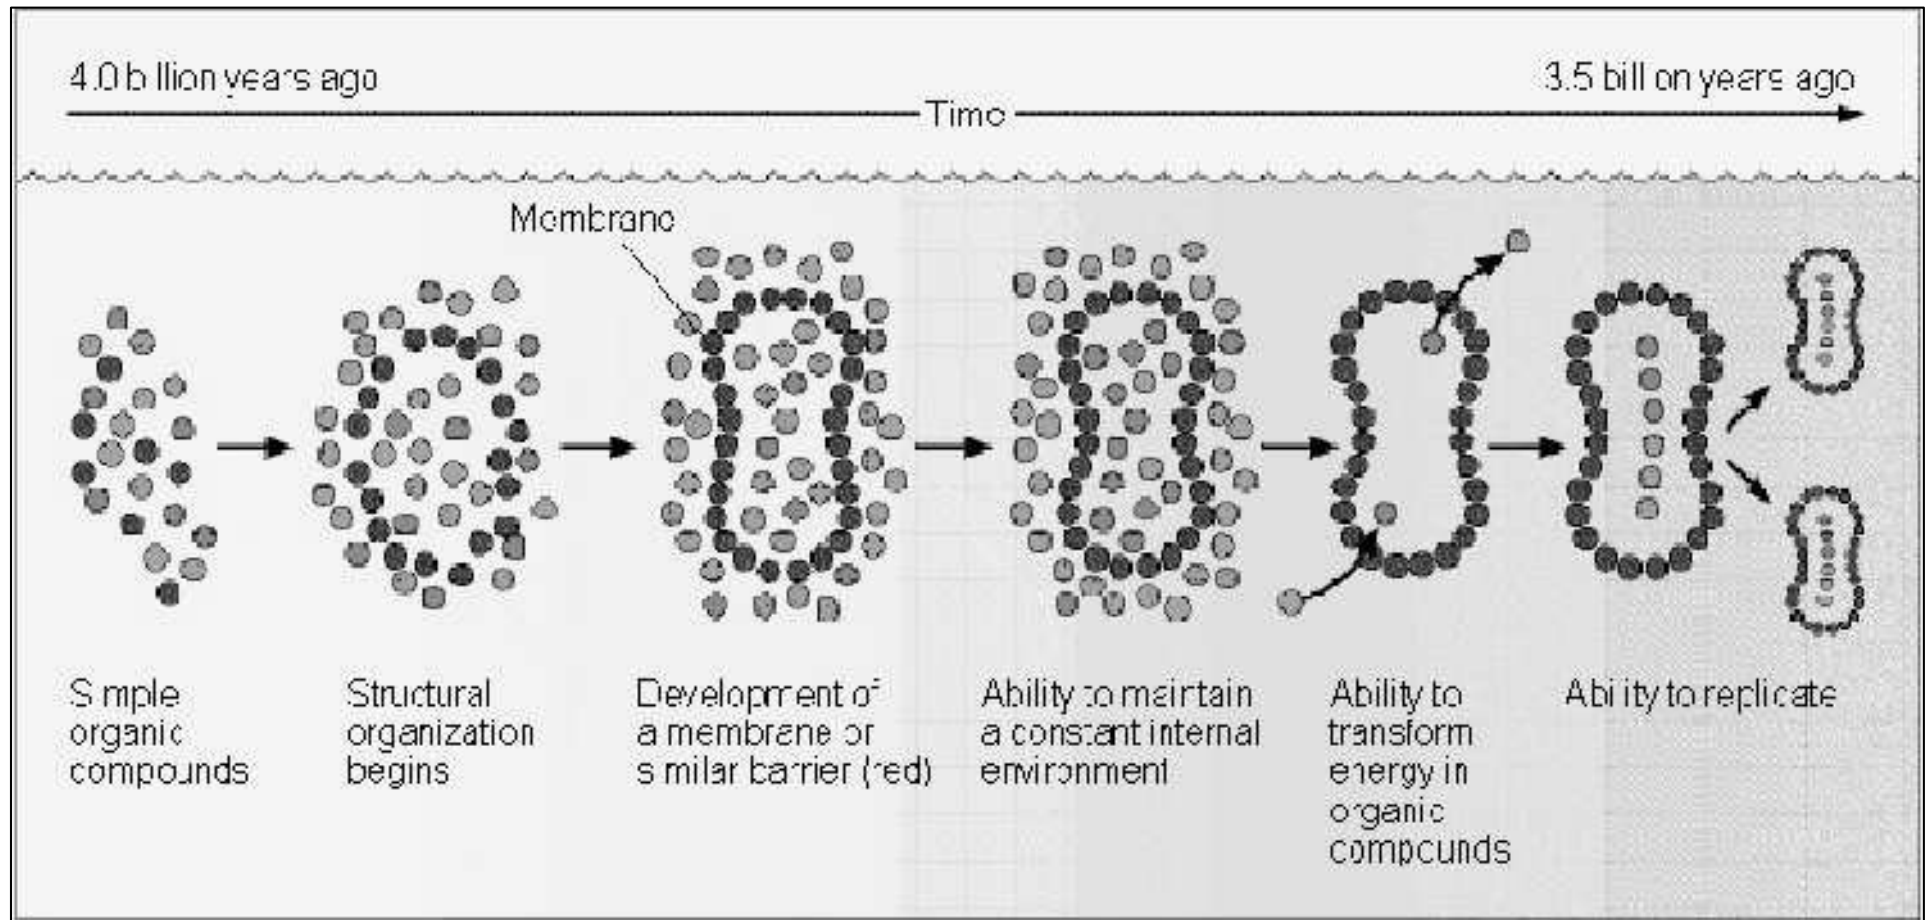 4.0 billion years ago
3.5 billion years ago
Time
Membrane
Simple
organic
compounds
Structural
organization
begins
Development of
a membrane or
similar barrier (red)
Ability to maintain
a constant internal
environment
Ability to
transform
energy in
organic
compounds
Ability to replicate